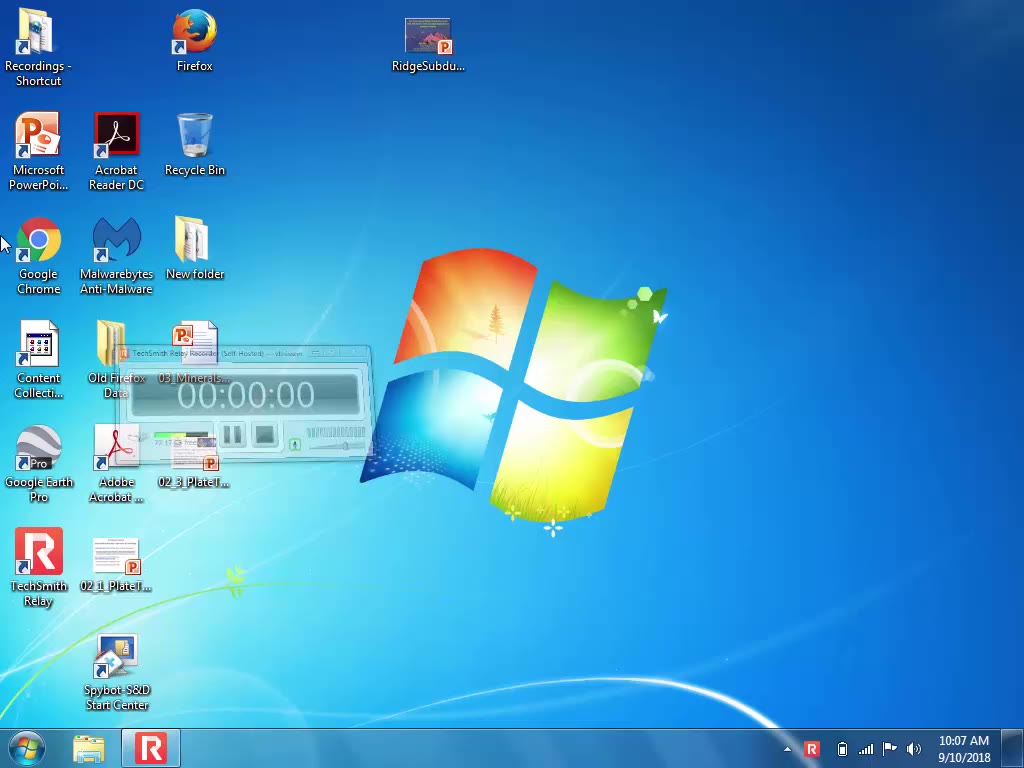 Recordings -
Shortcut
Firefox
RidgeSubdu...
Microsoft
PowerPoi...
Acrobat
Reader DC
Recycle Bin
Google
Chrome
Malwarebytes
Anti-Malware
New folder
TechSmith Relay Recorder (Self Hosted)
00:00:00
Content
Collecti...
Old Firefox
Data
03_Minerals...
Pro
Google Earth
Pro
Adobe
Acrobat ...
02_3_PlateT...
TechSmith
Relay
02_1_PlateT...
Spybot-S&D
Start Center
10:07 AM
9/10/2018